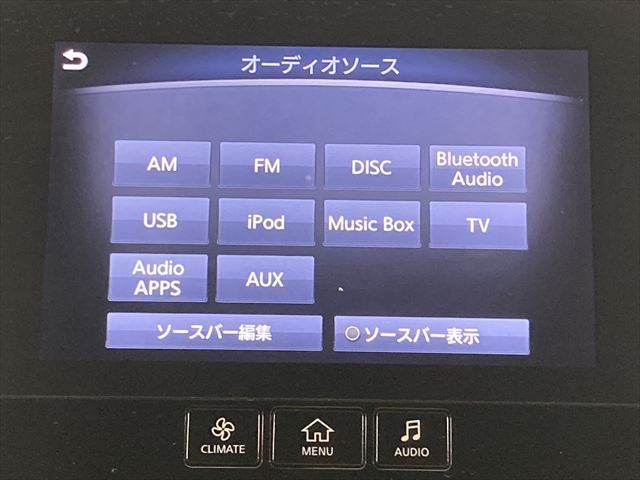 オーディオソース
AM
FM
DISC
Bluetooth
Audio
USB
iPod
Music Box
TV
Audio
APPS
AUX
ソースバー編集
ソースバー表示
CLIMATE
MENU
AUDIO